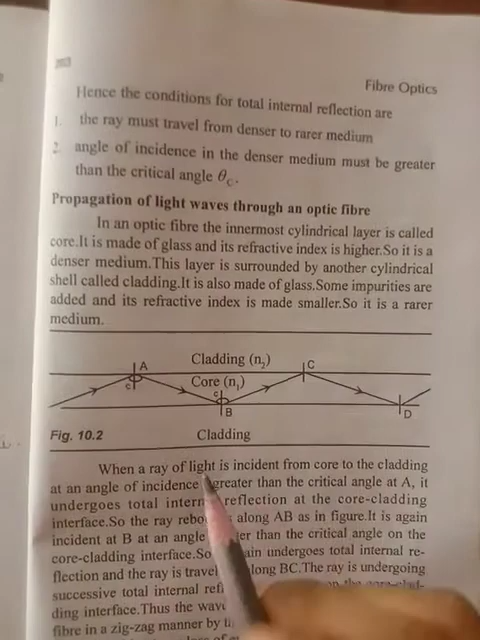 Fibre Optics
Hence the conditions for total internal reflection are
1. the ray must travel from denser to rarer medium
2. angle of incidence in the denser medium must be greater
than the critical angle θc.
Propagation of light waves through an optic fibre
In an optic fibre the innermost cylindrical layer is called
core.It is made of glass and its refractive index is higher.So it is a
denser medium.This layer is surrounded by another cylindrical
shell called cladding.It is also made of glass.Some impurities are
added and its refractive index is made smaller.So it is a rarer
medium.
A Cladding (n₂) C
c Core (n₁)
c
B D
Fig. 10.2 Cladding
When a ray of light is incident from core to the cladding
at an angle of incidence greater than the critical angle at A, it
undergoes total intern reflection at the core-cladding
interface.So the ray rebo along AB as in figure.It is again
incident at B at an angle than the critical angle on the
core-cladding interface.So undergoes total internal re-
flection and the ray is travel along BC.The ray is undergoing
successive total internal refl on the core-clad-
ding interface.Thus the wave
fibre in a zig-zag manner by